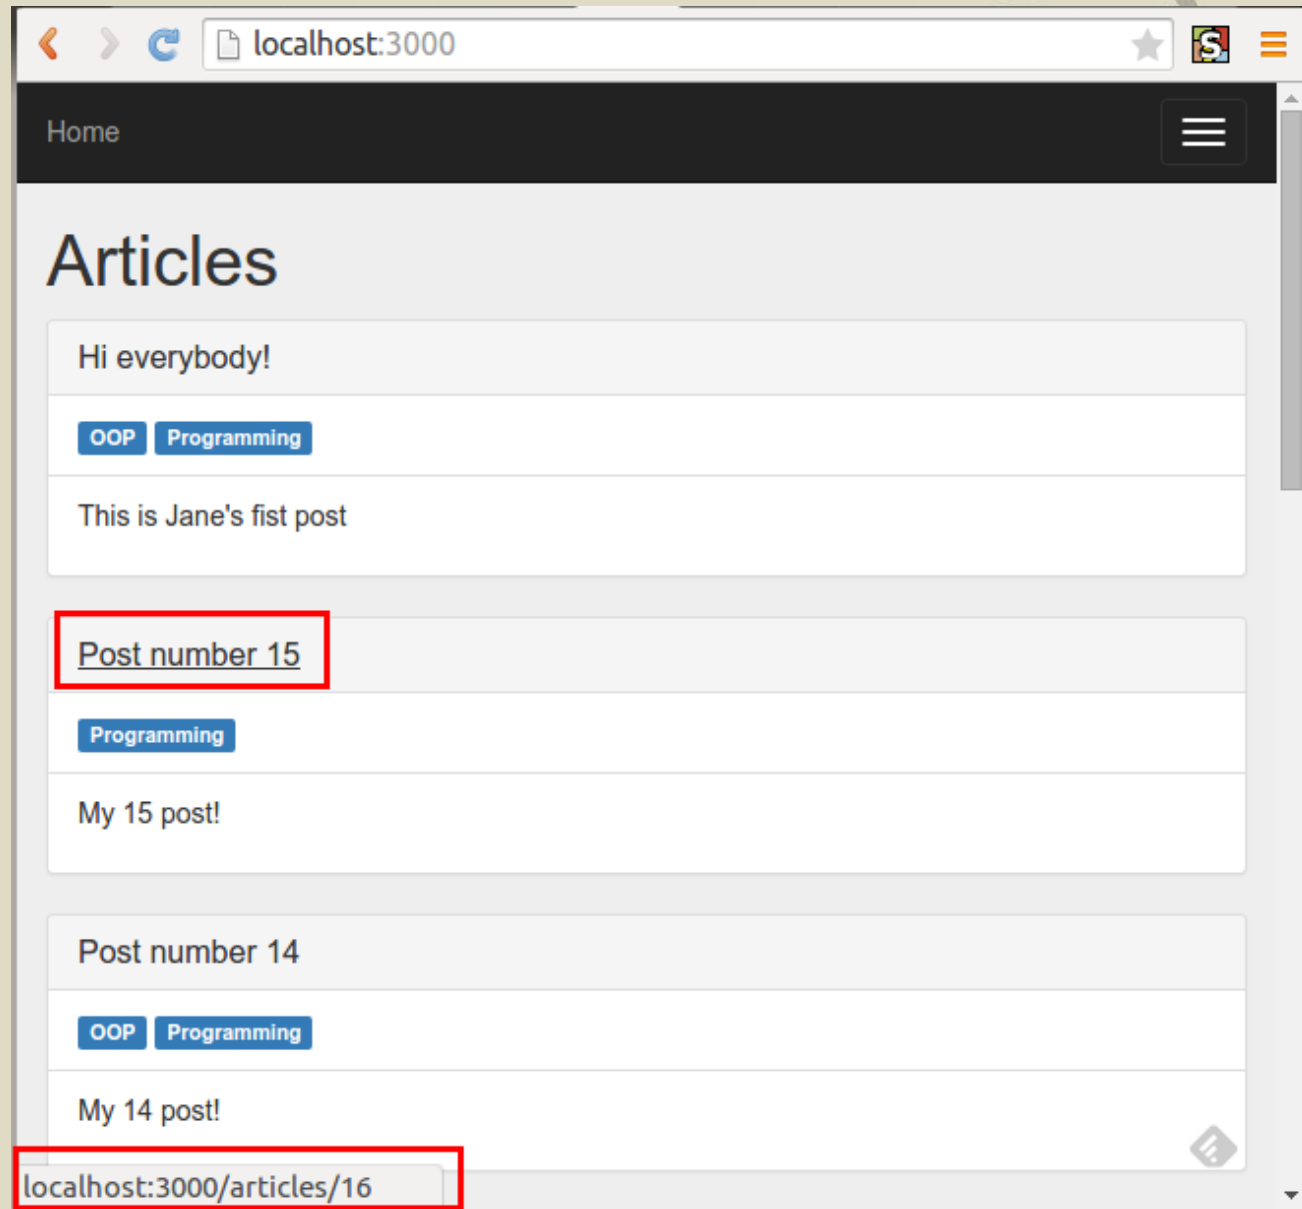 localhost:3000
S
Home
Articles
Hi everybody!
OOP Programming
This is Jane's fist post
Post number 15
Programming
My 15 post!
Post number 14
OOP Programming
My 14 post!
localhost:3000/articles/16